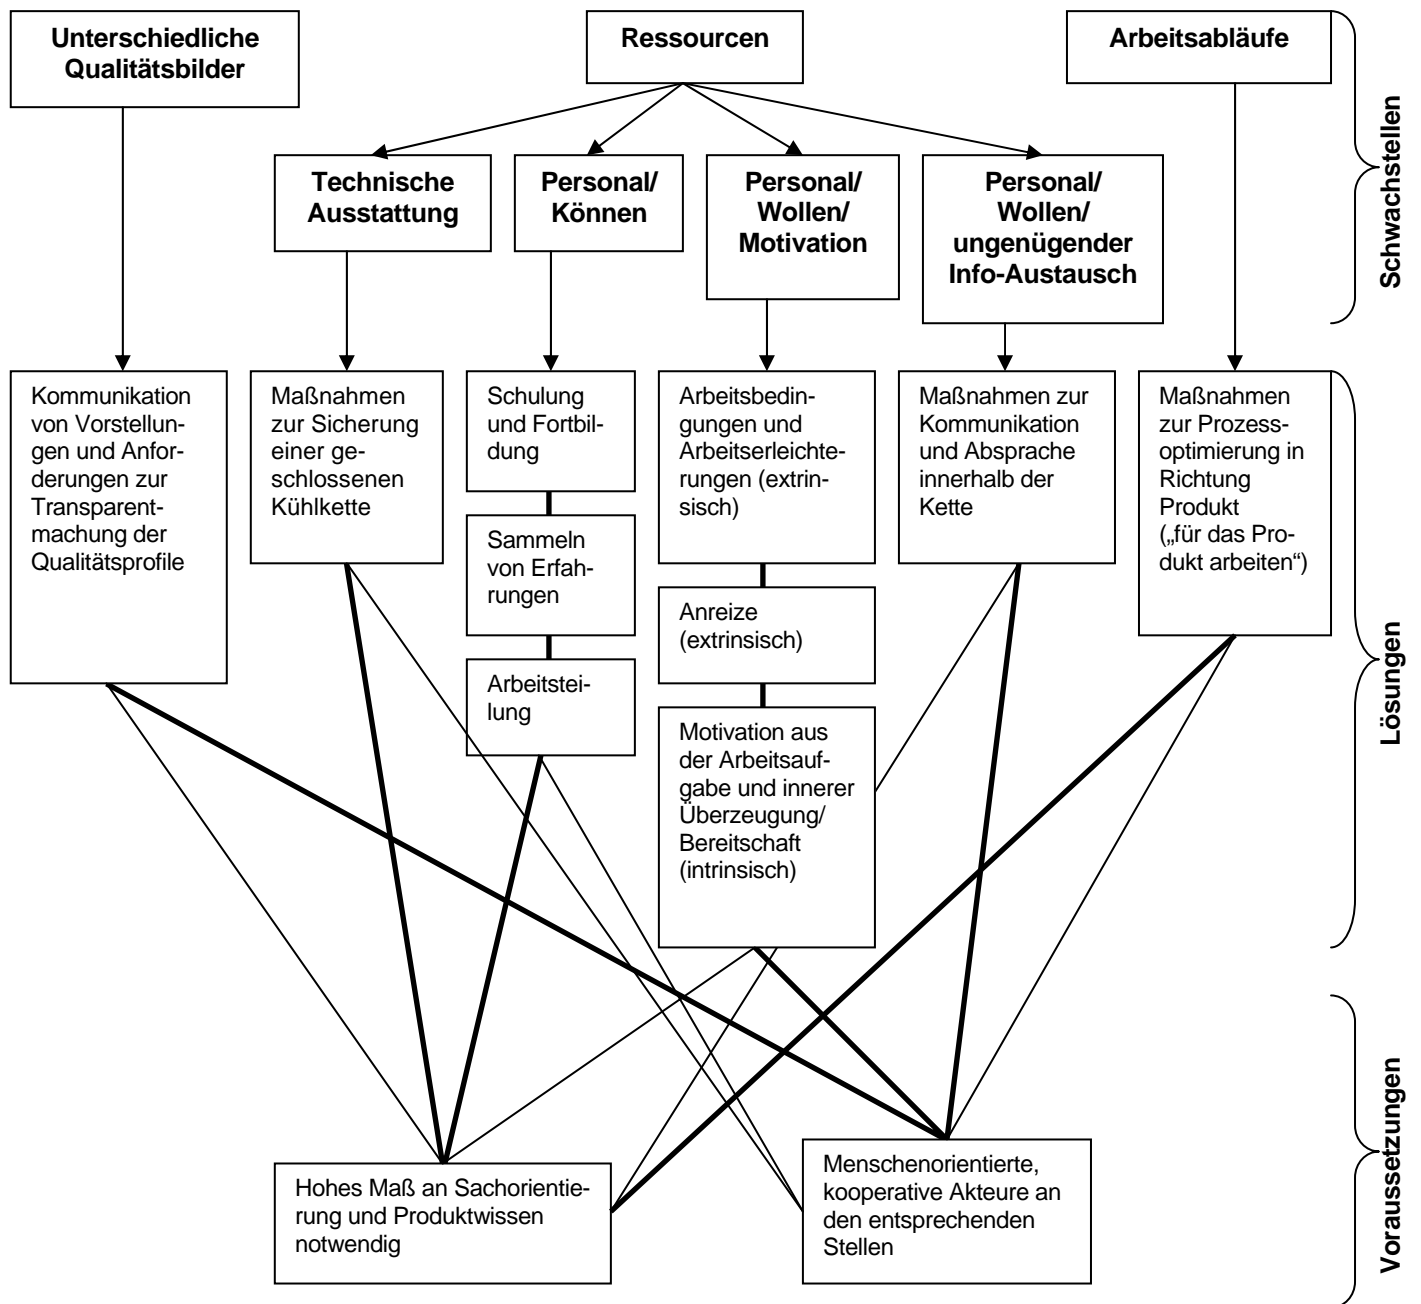 Unterschiedliche
Qualitätsbilder
Ressourcen
Arbeitsabläufe
Technische
Ausstattung
Personal/
Können
Personal/
Wollen/
Motivation
Personal/
Wollen/
ungenügender
Info-Austausch
Schwachstellen
Kommunikation
von Vorstellun-
gen und Anfor-
derungen zur
Transparent-
machung der
Qualitätsprofile
Maßnahmen
zur Sicherung
einer ge-
schlossenen
Kühlkette
Schulung
und Fortbil-
dung
Sammeln
von Erfah-
rungen
Arbeitstei-
lung
Arbeitsbedin-
gungen und
Arbeitserleichte-
rungen (extrin-
sisch)
Anreize
(extrinsisch)
Motivation aus
der Arbeitsauf-
gabe und innerer
Überzeugung/
Bereitschaft
(intrinsisch)
Maßnahmen zur
Kommunikation
und Absprache
innerhalb der
Kette
Maßnahmen
zur Prozess-
optimierung in
Richtung
Produkt
(„für das Pro-
dukt arbeiten“)
Lösungen
Hohes Maß an Sachorientie-
rung und Produktwissen
notwendig
Menschenorientierte,
kooperative Akteure an
den entsprechenden
Stellen
Voraussetzungen